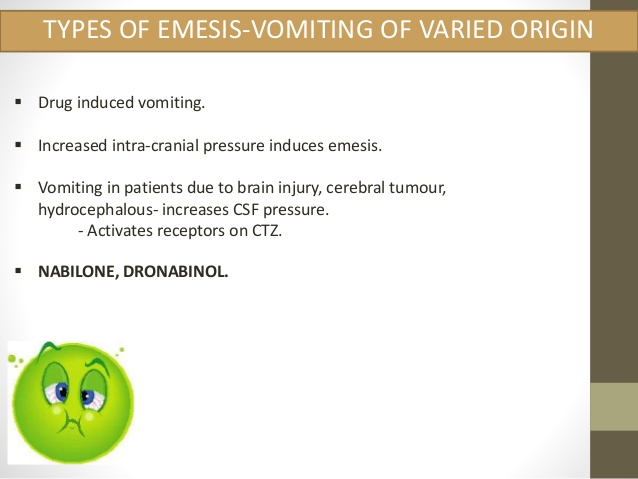 TYPES OF EMESIS-VOMITING OF VARIED ORIGIN
▪ Drug induced vomiting.
▪ Increased intra-cranial pressure induces emesis.
▪ Vomiting in patients due to brain injury, cerebral tumour,
hydrocephalous- increases CSF pressure.
- Activates receptors on CTZ.
▪ NABILONE, DRONABINOL.